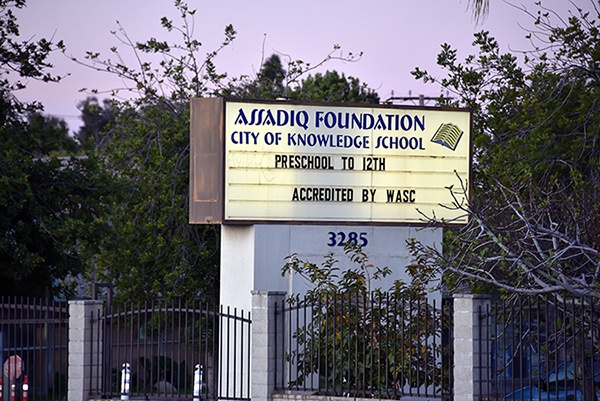 ASSADIQ FOUNDATION
CITY OF KNOWLEDGE SCHOOL
PRESCHOOL TO 12TH
ACCREDITED BY WASC
3285